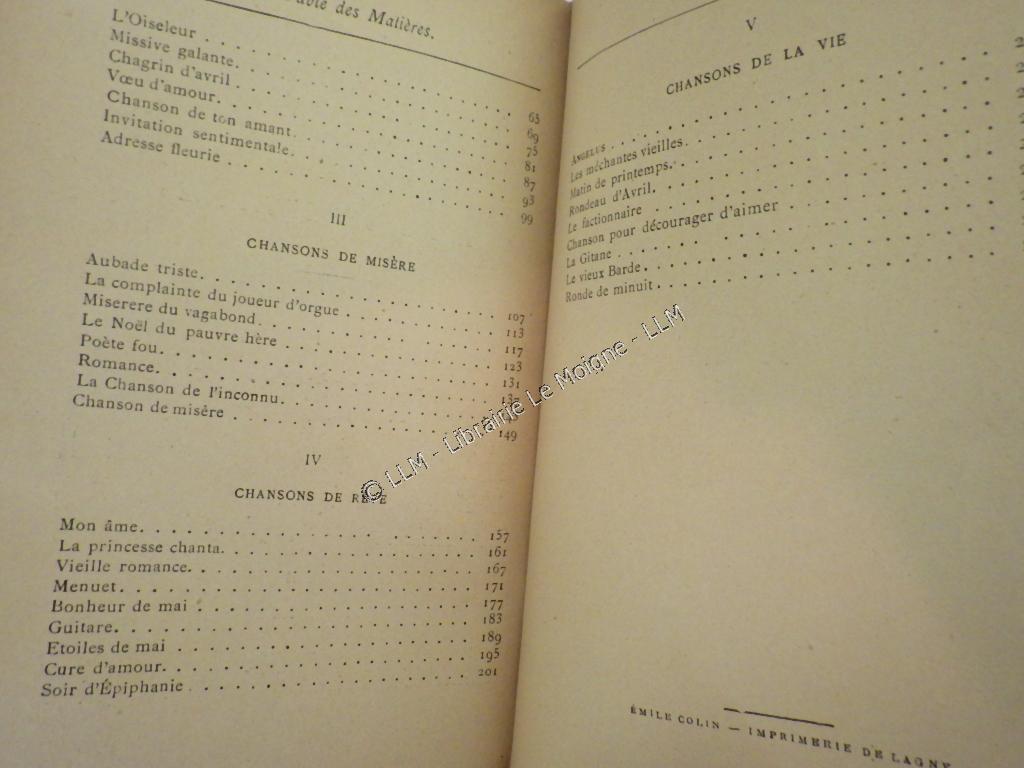 Table des Matières.
L'Oiseleur . . . 65
Missive galante. . . . 69
Chagrin d'avril . . . 75
Vœu d'amour. . . . 81
Chanson de ton amant. . . . 87
Invitation sentimentale. . . . 93
Adresse fleurie . . . 99
III
CHANSONS DE MISÈRE
Aubade triste. . . . 107
La complainte du joueur d'orgue . . . 113
Miserere du vagabond. . . . 117
Le Noël du pauvre hère . . . 123
Poète fou. . . . 131
Romance. . . . 137
La Chanson de l'inconnu. . . .
Chanson de misère . . . 149
IV
CHANSONS DE RÊVE
Mon âme. . . . 157
La princesse chanta. . . . 161
Vieille romance. . . . 167
Menuet. . . . 171
Bonheur de mai . . . 177
Guitare. . . . 183
Etoiles de mai . . . 189
Cure d'amour. . . . 195
Soir d'Épiphanie . . . 201
V
CHANSONS DE LA VIE
ANGELUS . . .
Les méchantes vieilles. . . .
Matin de printemps. . . .
Rondeau d'Avril. . . .
Le factionnaire . . .
Chanson pour décourager d'aimer . . .
La Gitane . . .
Le vieux Barde. . . .
Ronde de minuit . . .
ÉMILE COLIN — IMPRIMERIE DE LAGNY
© LLM - Librairie Le Moigne - LLM